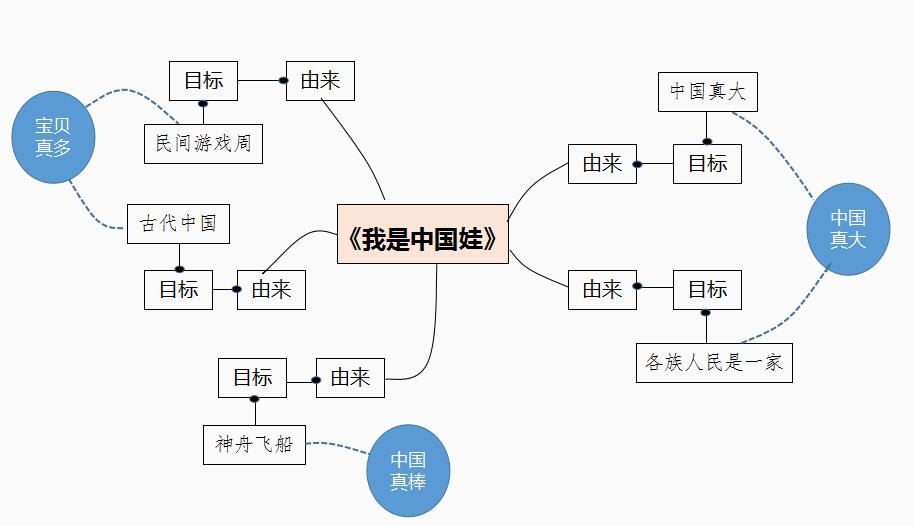 目标
由来
宝贝
真多
民间游戏周
古代中国
目标
由来
《我是中国娃》
中国真大
由来
目标
中国
真大
由来
目标
各族人民是一家
目标
由来
神舟飞船
中国
真棒